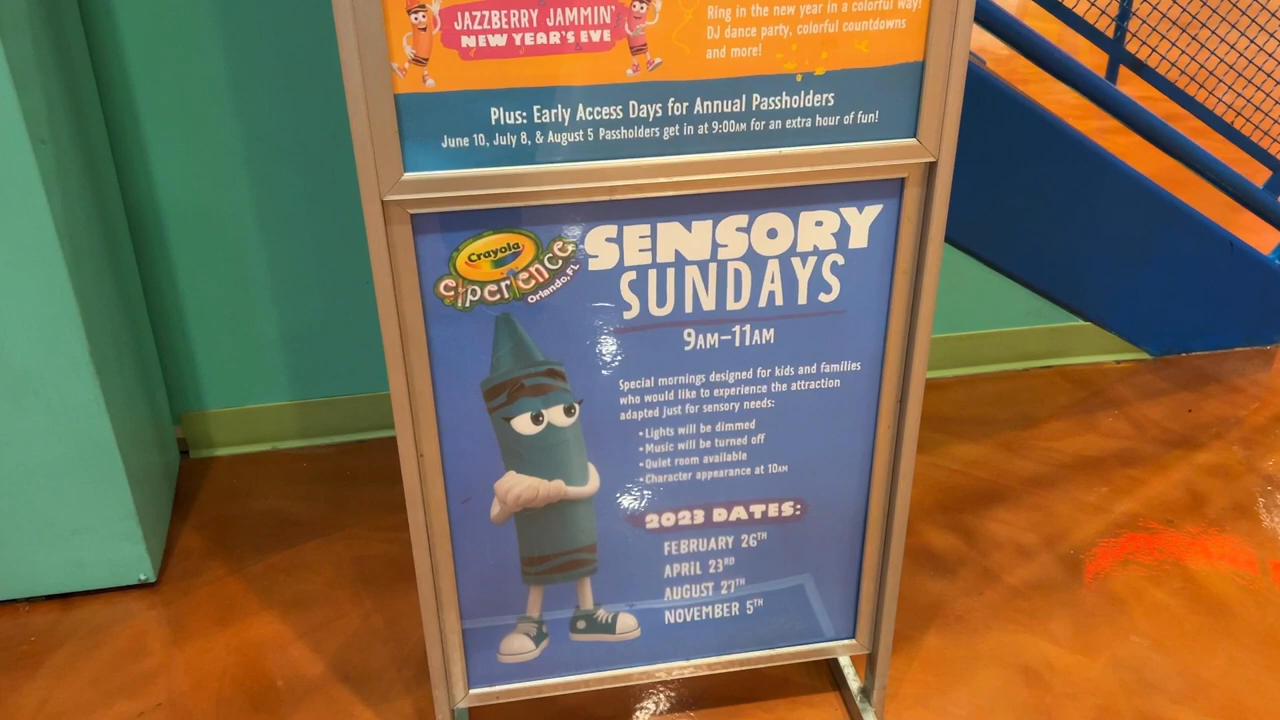 JAZZBERRY JAMMIN'
NEW YEAR'S EVE
Ring in the new year in a colorful way!
DJ dance party, colorful countdowns
and more!
Plus: Early Access Days for Annual Passholders
June 10, July 8, & August 5 Passholders get in at 9:00AM for an extra hour of fun!
Crayola
experience
Orlando, FL
SENSORY
SUNDAYS
9AM–11AM
Special mornings designed for kids and families
who would like to experience the attraction
adapted just for sensory needs:
• Lights will be dimmed
• Music will be turned off
• Quiet room available
• Character appearance at 10AM
2023 DATES:
FEBRUARY 26TH
APRIL 23RD
AUGUST 27TH
NOVEMBER 5TH